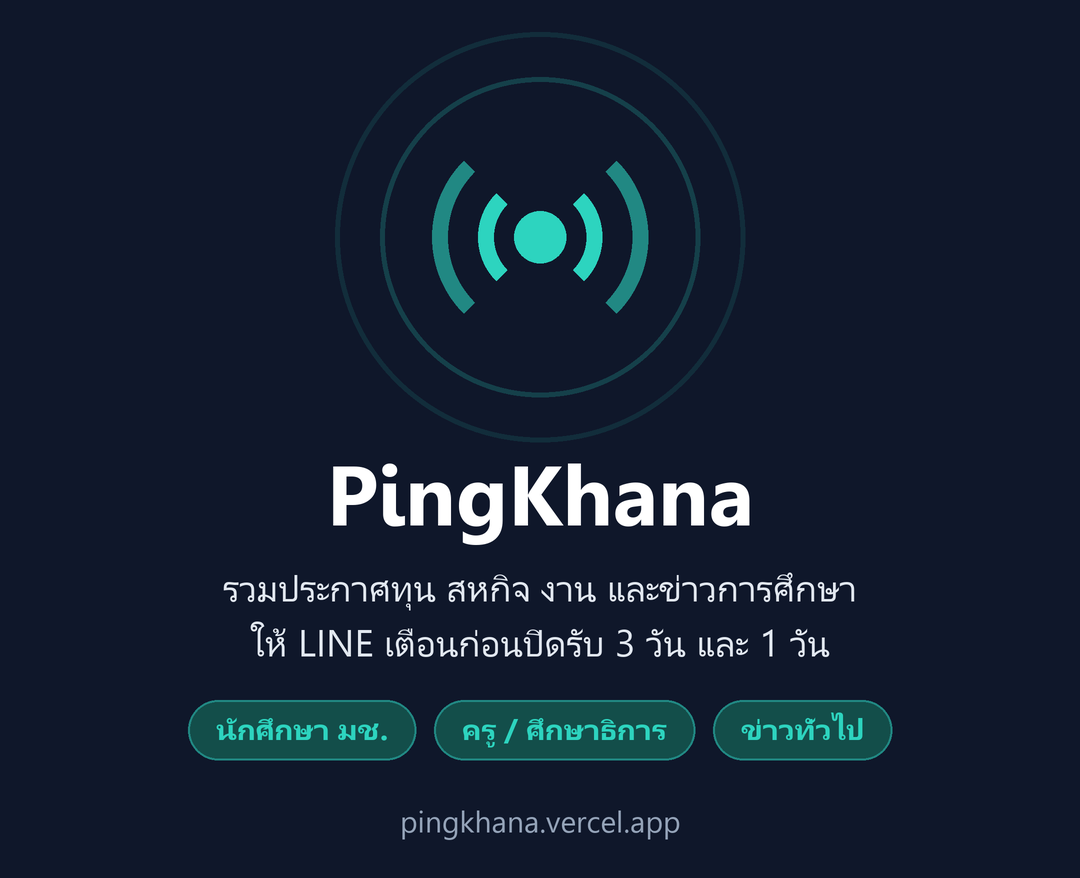 PingKhana
รวมประกาศทุน สหกิจ งาน และข่าวการศึกษา
ให้ LINE เตือนก่อนปิดรับ 3 วัน และ 1 วัน
นักศึกษา มช. ครู / ศึกษาธิการ ข่าวทั่วไป
pingkhana.vercel.app